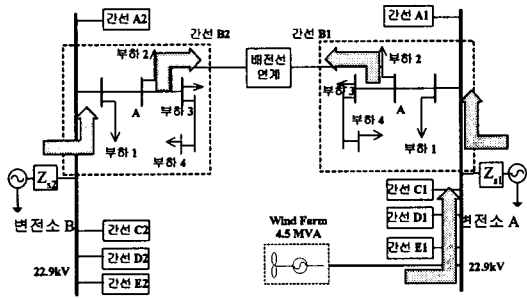 간선 A2
간선 A1
부하 2
간선 B2
배전선
연계
간선 B1
부하 2
A
부하 3
부하 3
A
부하 1
부하 4
부하 4
부하 1
Zs2
Zs1
변전소 B
변전소 A
간선 C2
간선 D2
간선 E2
22.9kV
Wind Farm
4.5 MVA
간선 C1
간선 D1
간선 E1
22.9kV